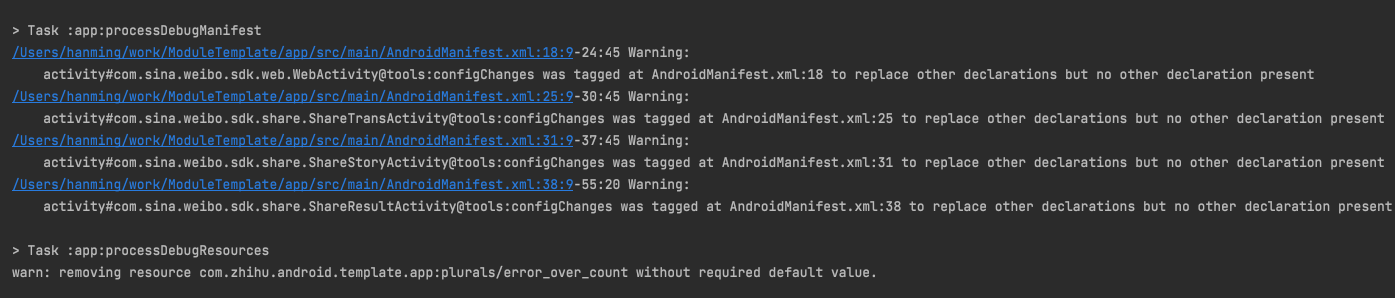 > Task :app:processDebugManifest
/Users/hanming/work/ModuleTemplate/app/src/main/AndroidManifest.xml:18:9-24:45 Warning:
    activity#com.sina.weibo.sdk.web.WebActivity@tools:configChanges was tagged at AndroidManifest.xml:18 to replace other declarations but no other declaration present
/Users/hanming/work/ModuleTemplate/app/src/main/AndroidManifest.xml:25:9-30:45 Warning:
    activity#com.sina.weibo.sdk.share.ShareTransActivity@tools:configChanges was tagged at AndroidManifest.xml:25 to replace other declarations but no other declaration present
/Users/hanming/work/ModuleTemplate/app/src/main/AndroidManifest.xml:31:9-37:45 Warning:
    activity#com.sina.weibo.sdk.share.ShareStoryActivity@tools:configChanges was tagged at AndroidManifest.xml:31 to replace other declarations but no other declaration present
/Users/hanming/work/ModuleTemplate/app/src/main/AndroidManifest.xml:38:9-55:20 Warning:
    activity#com.sina.weibo.sdk.share.ShareResultActivity@tools:configChanges was tagged at AndroidManifest.xml:38 to replace other declarations but no other declaration present
> Task :app:processDebugResources
warn: removing resource com.zhihu.android.template.app:plurals/error_over_count without required default value.